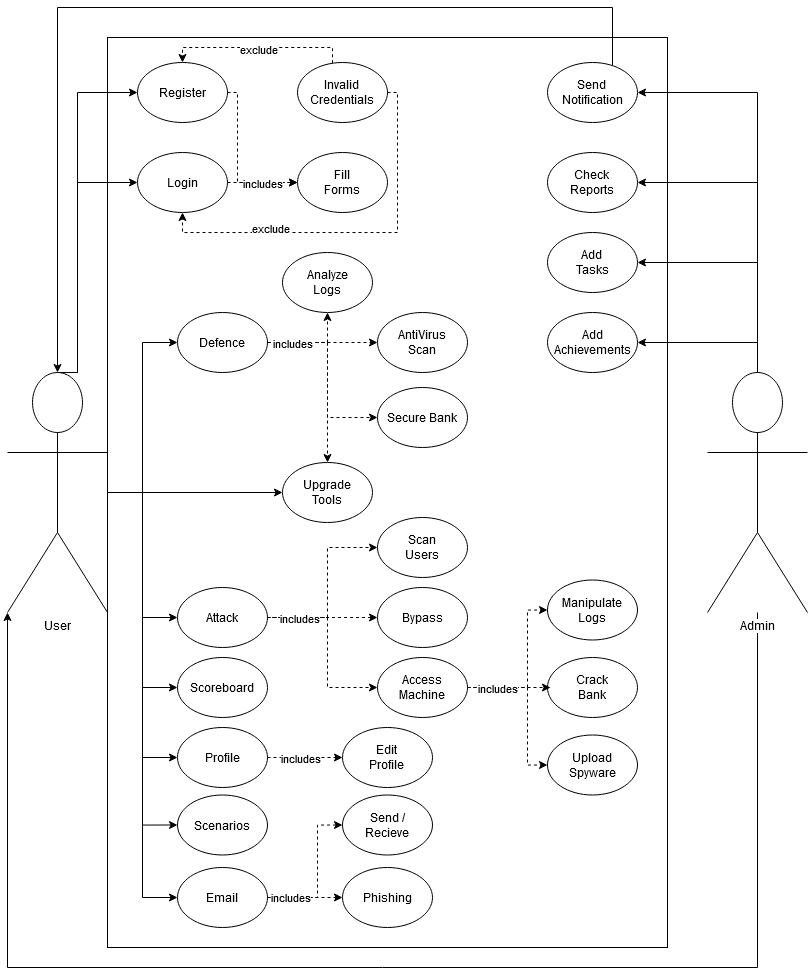 exclude
Register
Invalid
Credentials
Send
Notification
Login
includes
Fill
Forms
Check
Reports
exclude
Analyze
Logs
Add
Tasks
Defence
includes
AntiVirus
Scan
Add
Achievements
Secure Bank
Upgrade
Tools
Scan
Users
Attack
includes
Bypass
Manipulate
Logs
User
Admin
Scoreboard
Access
Machine
includes
Crack
Bank
Profile
includes
Edit
Profile
Upload
Spyware
Scenarios
Send /
Recieve
Email
includes
Phishing